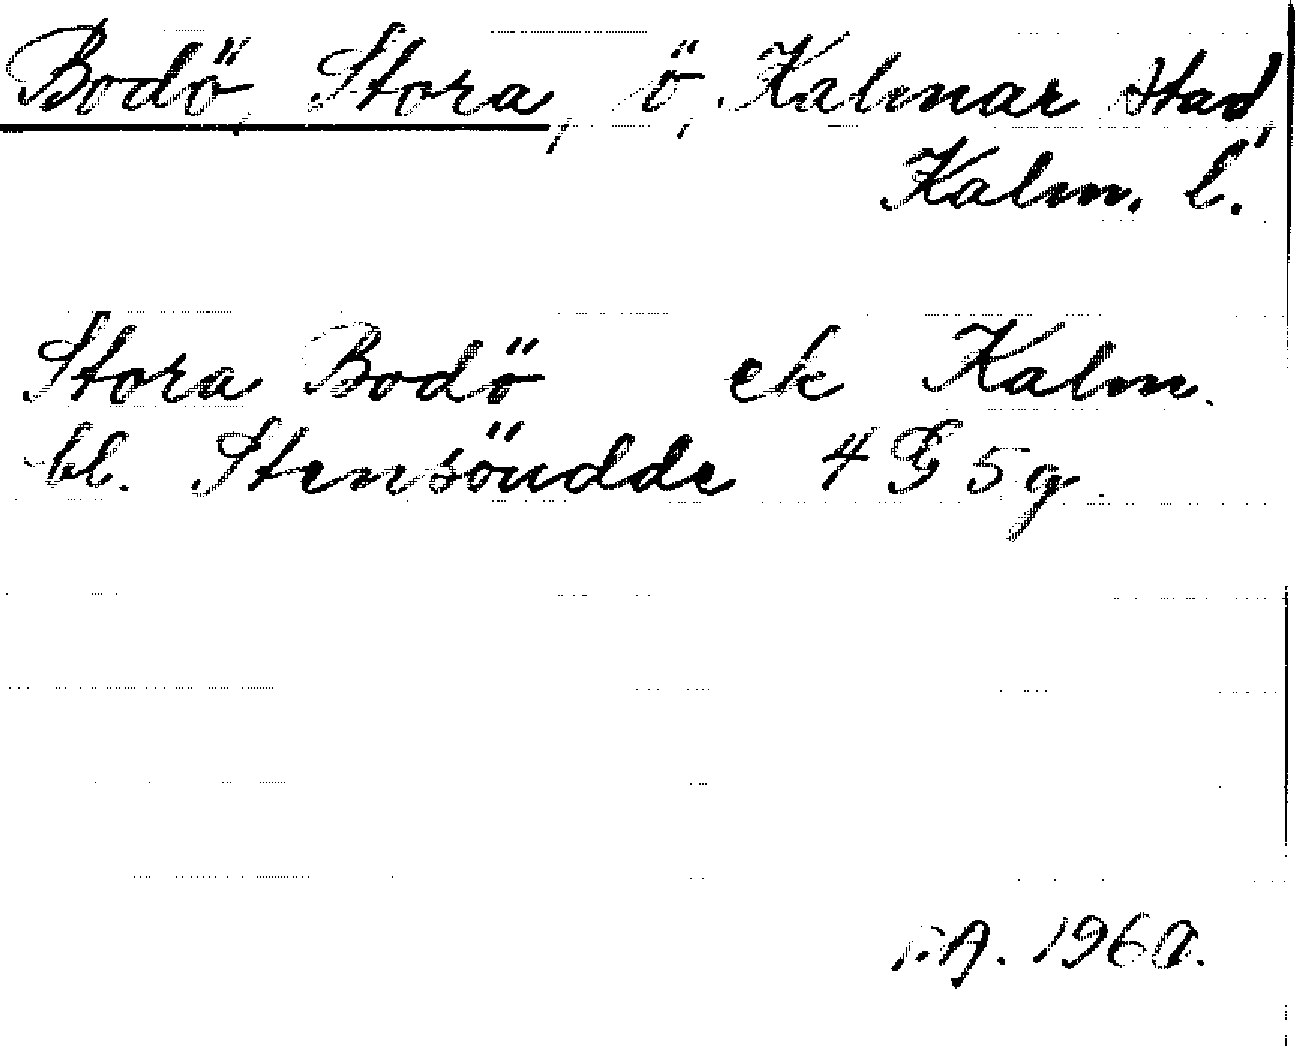 Bodö, Stora, ö, Kalmar stad,
Kalm. l.
Stora Bodö ek Kalm.
bl. Stensöudde 4 G 5 g.
1960.